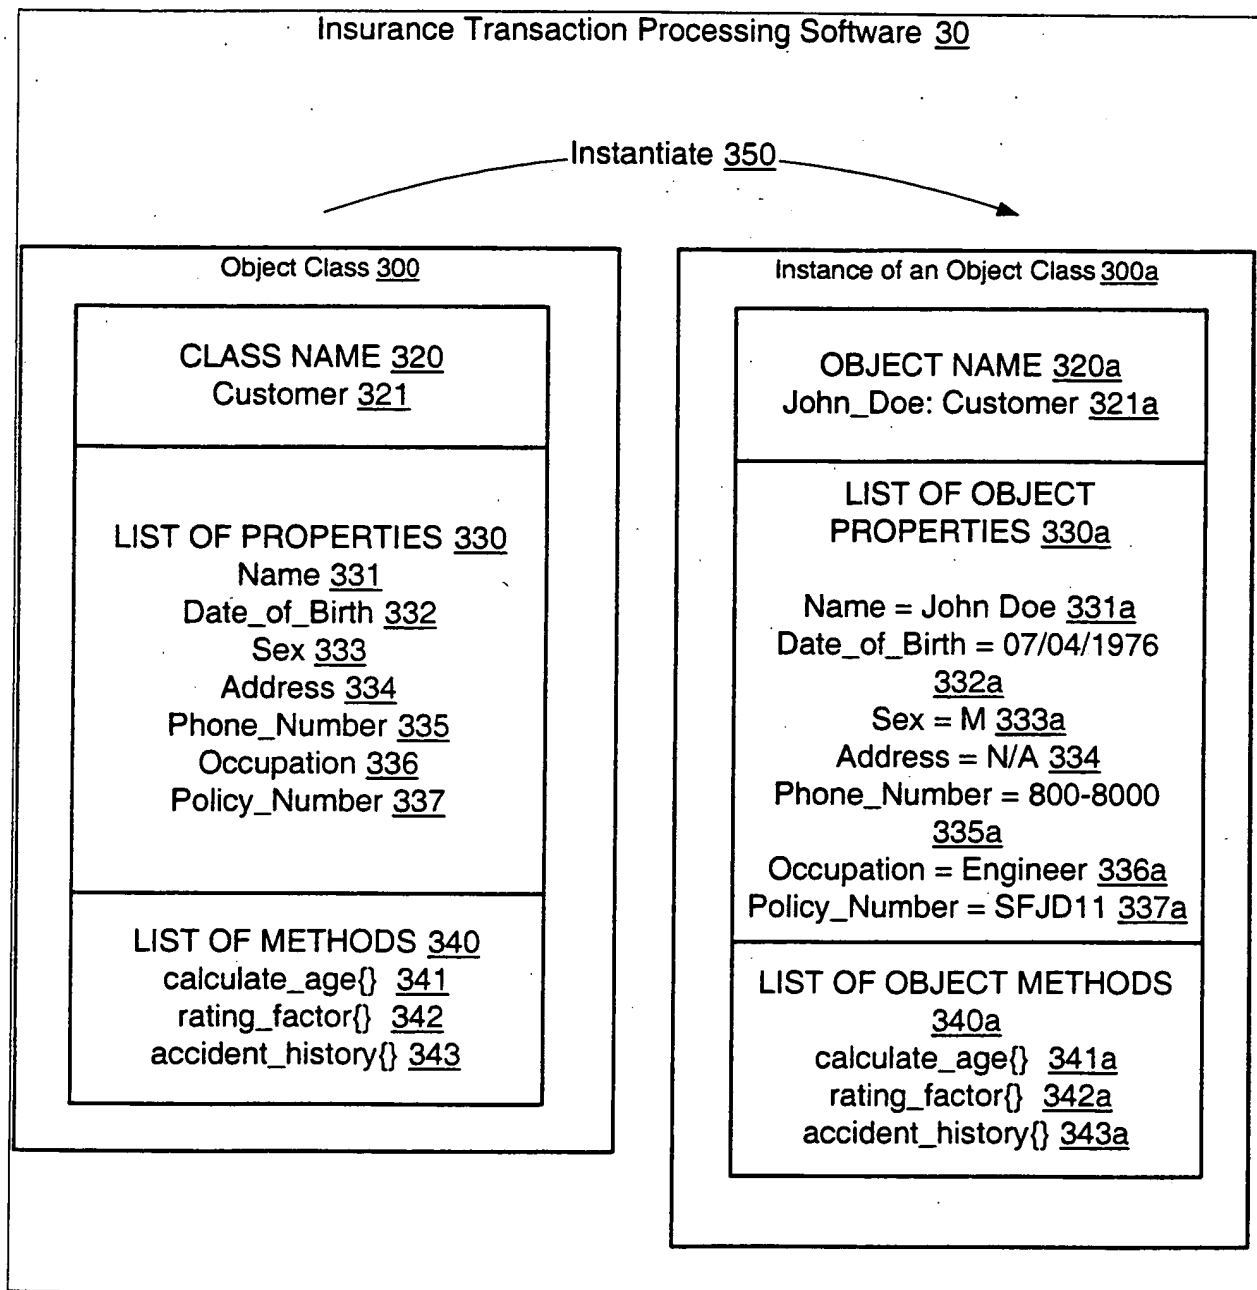 Insurance Transaction Processing Software 30
Instantiate 350
Object Class 300
CLASS NAME 320
Customer 321
LIST OF PROPERTIES 330
Name 331
Date_of_Birth 332
Sex 333
Address 334
Phone_Number 335
Occupation 336
Policy_Number 337
LIST OF METHODS 340
calculate_age{} 341
rating_factor{} 342
accident_history{} 343
Instance of an Object Class 300a
OBJECT NAME 320a
John_Doe: Customer 321a
LIST OF OBJECT
PROPERTIES 330a
Name = John Doe 331a
Date_of_Birth = 07/04/1976
332a
Sex = M 333a
Address = N/A 334
Phone_Number = 800-8000
335a
Occupation = Engineer 336a
Policy_Number = SFJD11 337a
LIST OF OBJECT METHODS
340a
calculate_age{} 341a
rating_factor{} 342a
accident_history{} 343a